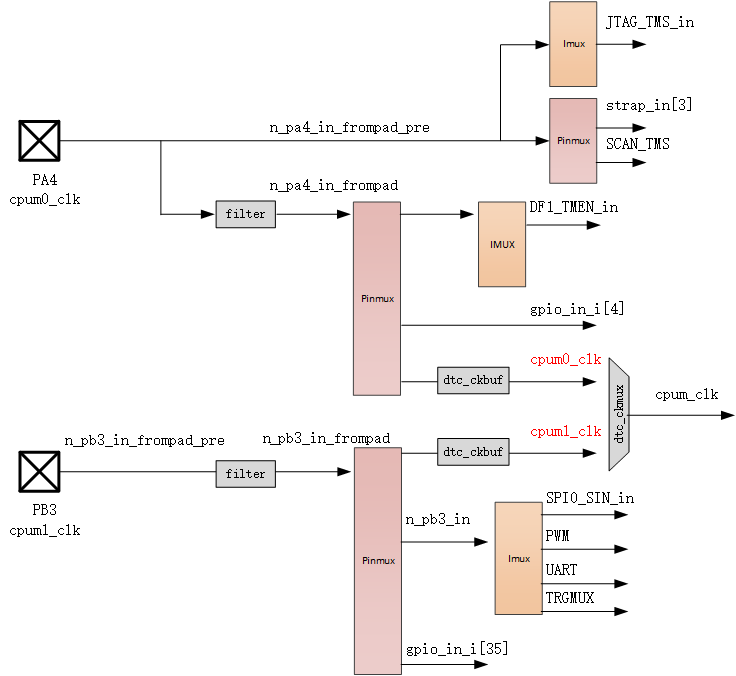 JTAG_TMS_in
Imux
strap_in[3]
n_pa4_in_frompad_pre
Pinmux
SCAN_TMS
PA4
cpum0_clk
n_pa4_in_frompad
filter
DF1_TMEN_in
IMUX
Pinmux
gpio_in_i[4]
cpum0_clk
dtc_ckbuf
cpum_clk
dtc_ckmux
cpum1_clk
n_pb3_in_frompad_pre
n_pb3_in_frompad
dtc_ckbuf
filter
PB3
cpum1_clk
SPI0_SIN_in
n_pb3_in
PWM
Pinmux
Imux
UART
TRGMUX
gpio_in_i[35]